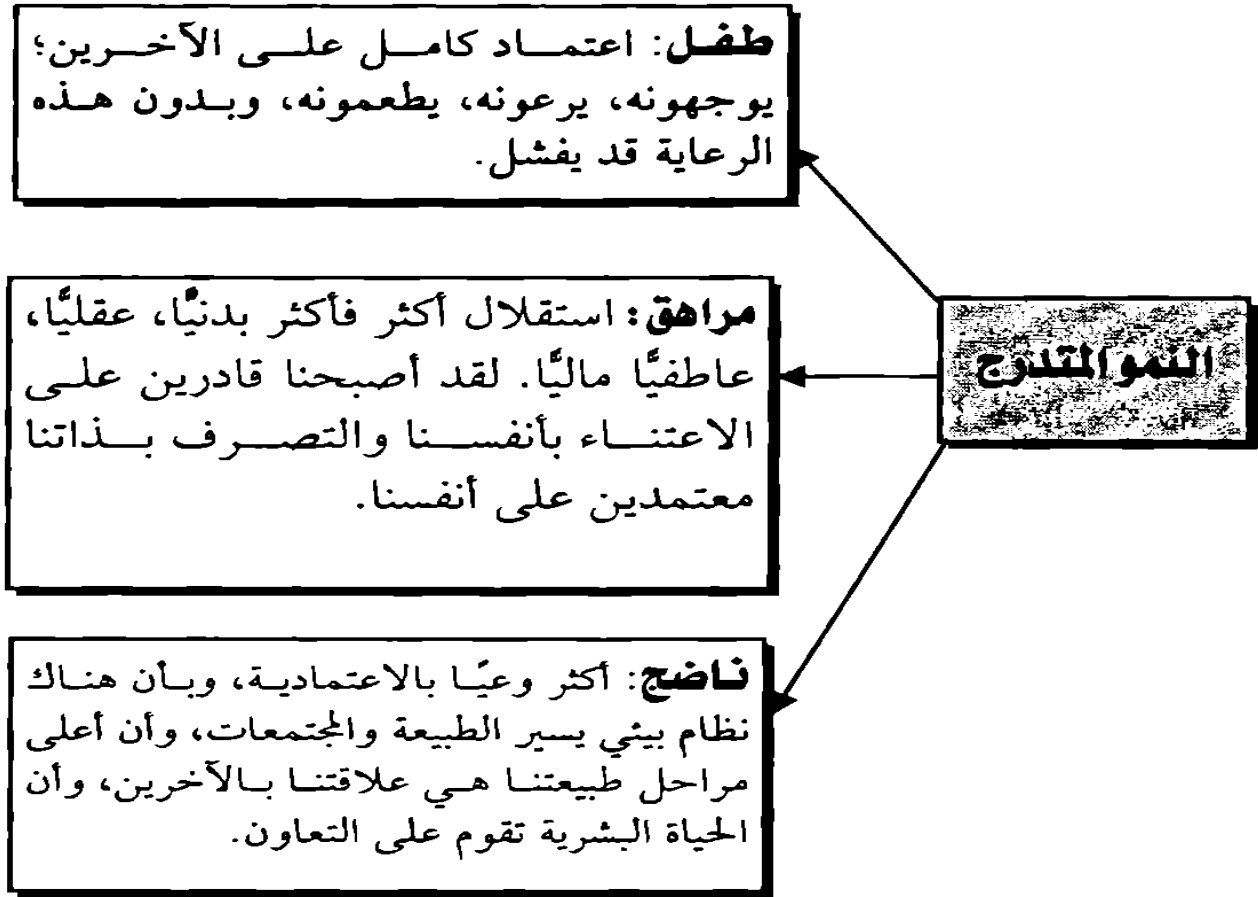 النمو المتدرج
طفل: اعتماد كامل على الآخرين؛
يوجهونه، يرعونه، يطعمونه، وبدون هذه
الرعاية قد يفشل.
مراهق: استقلال أكثر فأكثر بدنيًّا، عقليًّا،
عاطفيًّا ماليًّا. لقد أصبحنا قادرين على
الاعتناء بأنفسنا والتصرف بذاتنا
معتمدين على أنفسنا.
ناضج: أكثر وعيًا بالاعتمادية، وبأن هناك
نظام بيئي يسير الطبيعة والمجتمعات، وأن أعلى
مراحل طبيعتنا هي علاقتنا بالآخرين، وأن
الحياة البشرية تقوم على التعاون.